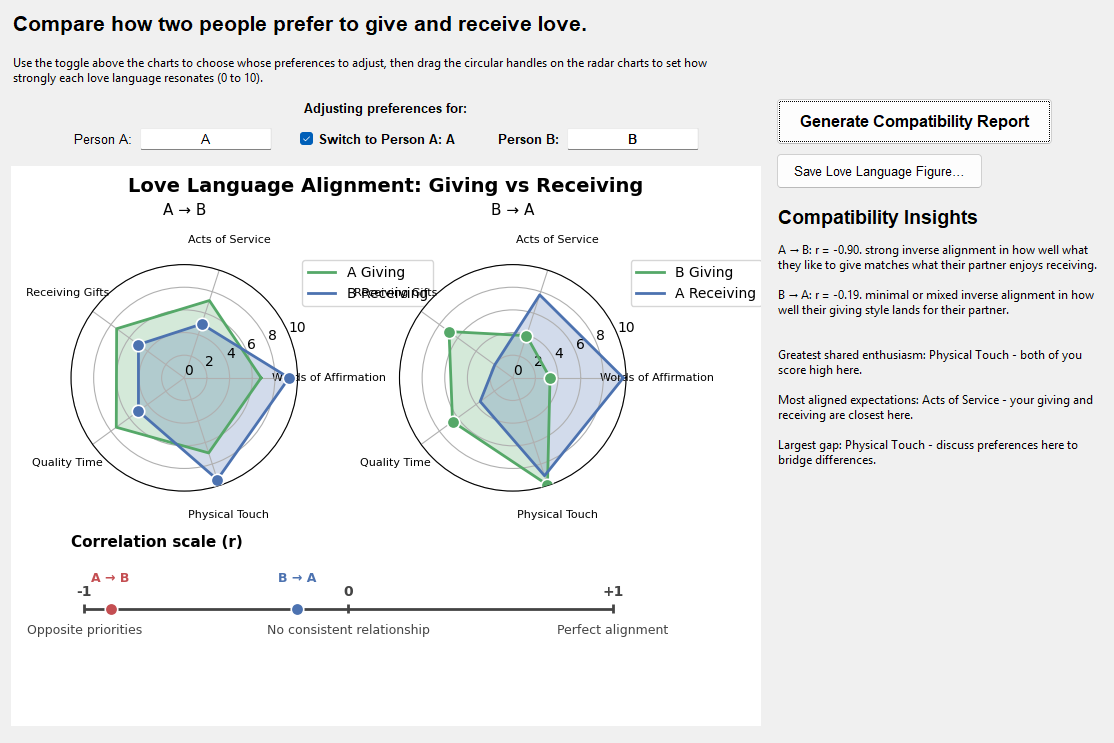 Compare how two people prefer to give and receive love.
Use the toggle above the charts to choose whose preferences to adjust, then drag the circular handles on the radar charts to set how
strongly each love language resonates (0 to 10).
Adjusting preferences for:
Person A:
A
Switch to Person A: A
Person B:
B
Generate Compatibility Report
Save Love Language Figure...
Love Language Alignment: Giving vs Receiving
A → B
Acts of Service
Receiving Gifts
Quality Time
Physical Touch
Words of Affirmation
0
2
4
6
8
10
A Giving
B Receiving
B → A
Acts of Service
Receiving Gifts
Quality Time
Physical Touch
Words of Affirmation
0
2
4
6
8
10
B Giving
A Receiving
Correlation scale (r)
A → B
B → A
-1
0
+1
Opposite priorities
No consistent relationship
Perfect alignment
Compatibility Insights
A → B: r = -0.90. strong inverse alignment in how well what
they like to give matches what their partner enjoys receiving.
B → A: r = -0.19. minimal or mixed inverse alignment in how
well their giving style lands for their partner.
Greatest shared enthusiasm: Physical Touch - both of you
score high here.
Most aligned expectations: Acts of Service - your giving and
receiving are closest here.
Largest gap: Physical Touch - discuss preferences here to
bridge differences.